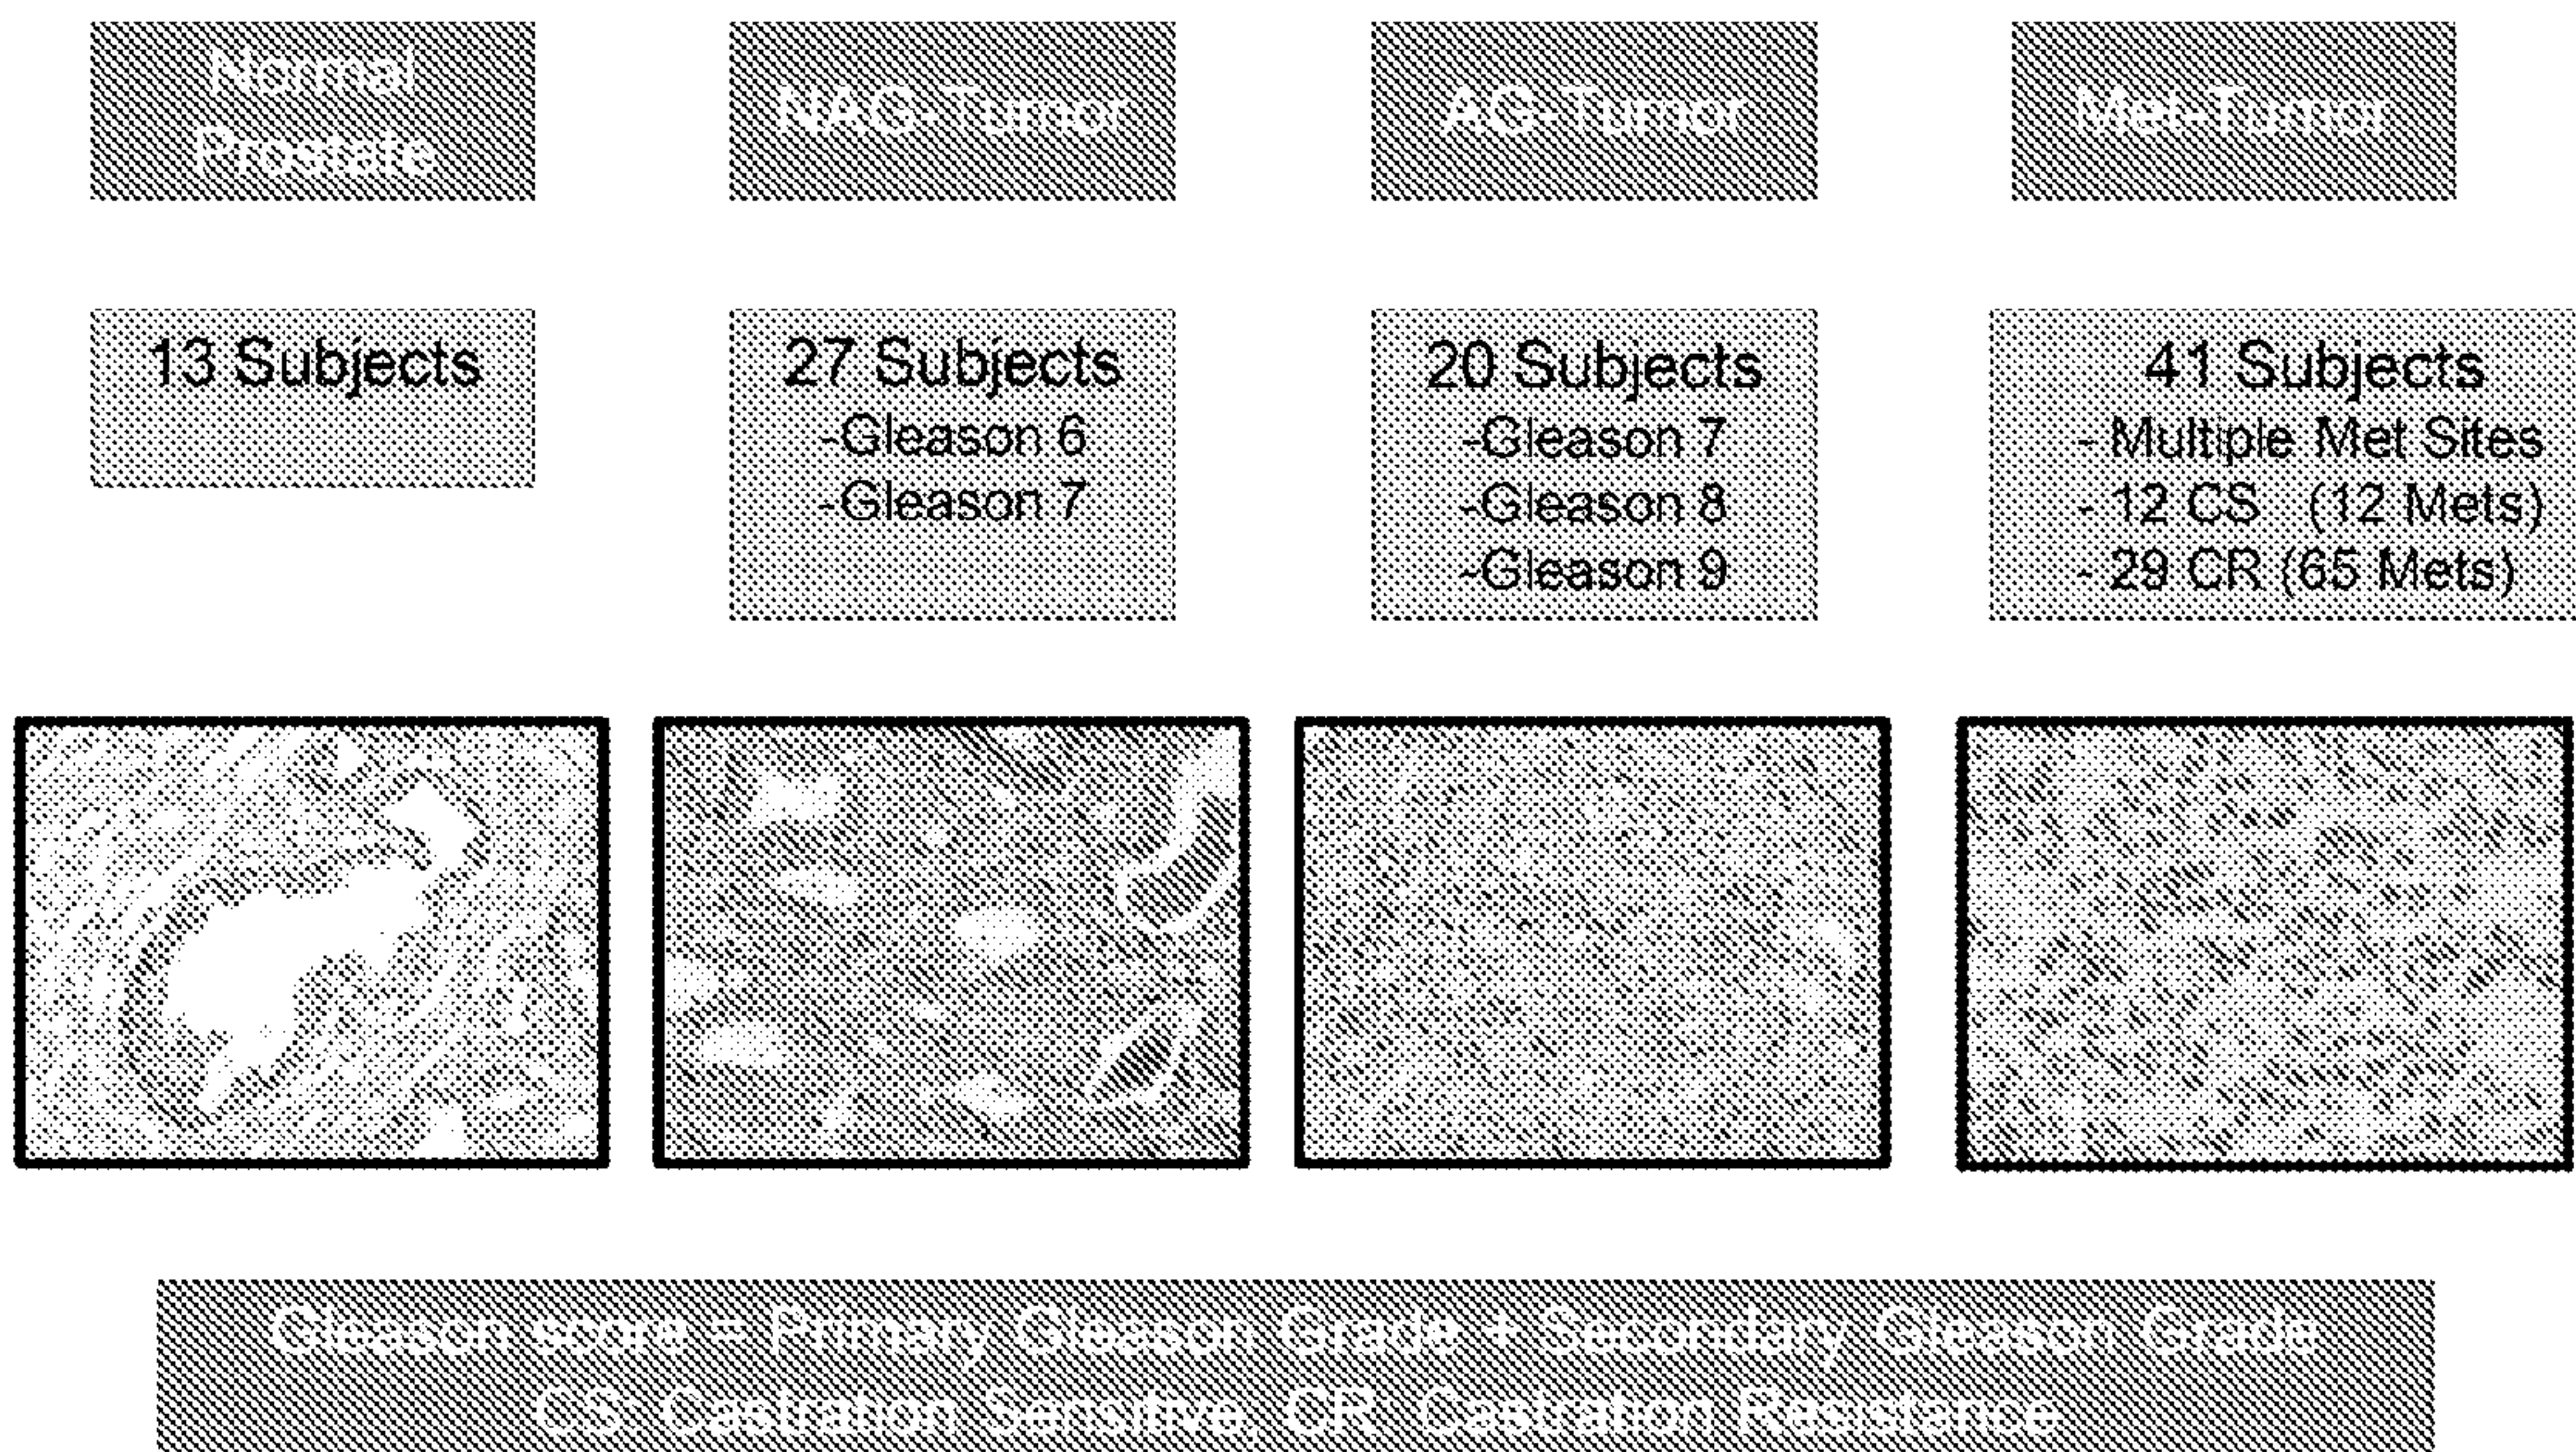 Normal
Prostate
NAG-Tumor
AG-Tumor
Met-Tumor
13 Subjects
27 Subjects
-Gleason 6
-Gleason 7
20 Subjects
-Gleason 7
-Gleason 8
-Gleason 9
41 Subjects
- Multiple Met Sites
- 12 CS (12 Mets)
- 29 CR (65 Mets)
Gleason score = Primary Gleason Grade + Secondary Gleason Grade
CS: Castration Sensitive, CR: Castration Resistance